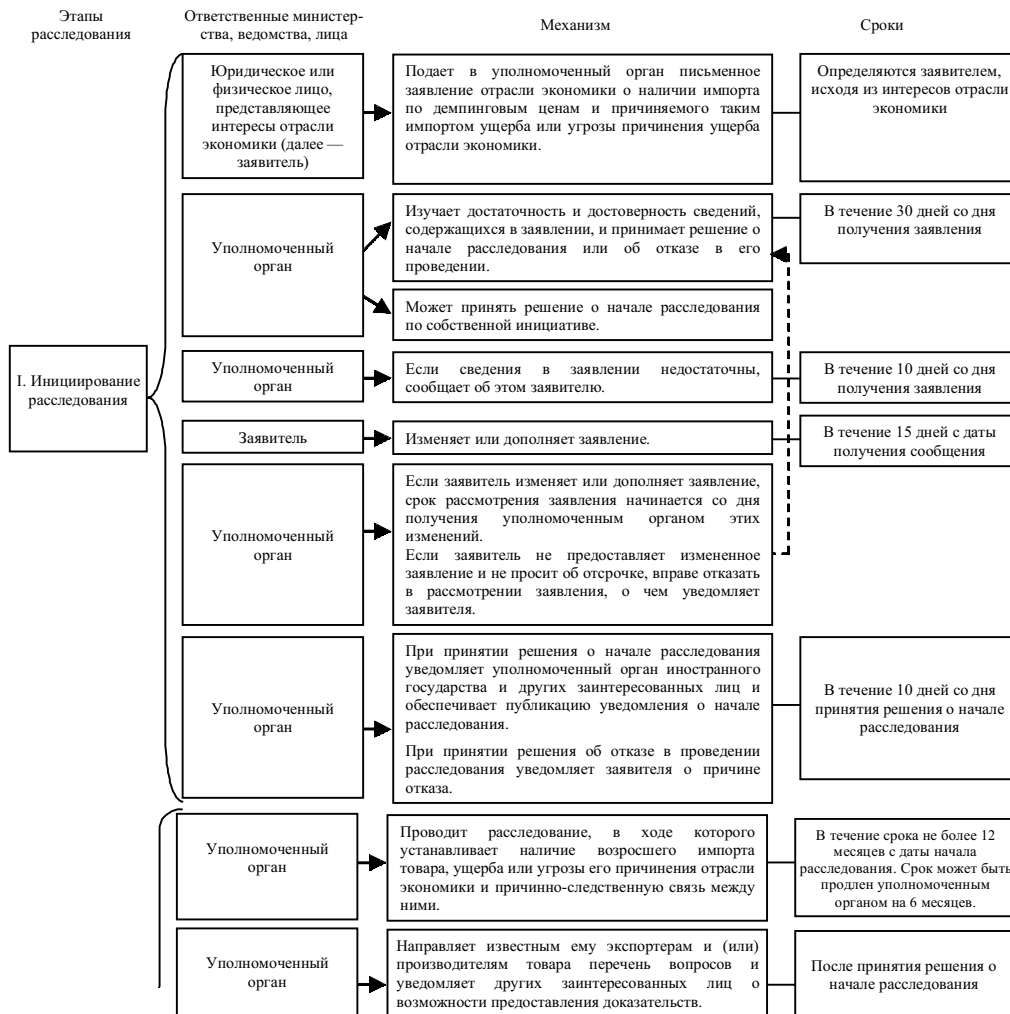 Этапы
расследования
Ответственные министер-
ства, ведомства, лица
Механизм
Сроки
I. Инициирование
расследования
Юридическое или
физическое лицо,
представляющее
интересы отрасли
экономики (далее —
заявитель)
Подает в уполномоченный орган письменное
заявление отрасли экономики о наличии импорта
по демпинговым ценам и причиняемого таким
импортом ущерба или угрозы причинения ущерба
отрасли экономики.
Определяются заявителем,
исходя из интересов отрасли
экономики
Уполномоченный
орган
Изучает достаточность и достоверность сведений,
содержащихся в заявлении, и принимает решение о
начале расследования или об отказе в его
проведении.
В течение 30 дней со дня
получения заявления
Может принять решение о начале расследования
по собственной инициативе.
Уполномоченный
орган
Если сведения в заявлении недостаточны,
сообщает об этом заявителю.
В течение 10 дней со дня
получения заявления
Заявитель
Изменяет или дополняет заявление.
В течение 15 дней с даты
получения сообщения
Уполномоченный
орган
Если заявитель изменяет или дополняет заявление,
срок рассмотрения заявления начинается со дня
получения уполномоченным органом этих
изменений.
Если заявитель не предоставляет измененное
заявление и не просит об отсрочке, вправе отказать
в рассмотрении заявления, о чем уведомляет
заявителя.
Уполномоченный
орган
При принятии решения о начале расследования
уведомляет уполномоченный орган иностранного
государства и других заинтересованных лиц и
обеспечивает публикацию уведомления о начале
расследования.
При принятии решения об отказе в проведении
расследования уведомляет заявителя о причине
отказа.
В течение 10 дней со дня
принятия решения о начале
расследования
Уполномоченный
орган
Проводит расследование, в ходе которого
устанавливает наличие возросшего импорта
товара, ущерба или угрозы его причинения отрасли
экономики и причинно-следственную связь между
ними.
В течение срока не более 12
месяцев с даты начала
расследования. Срок может быть
продлен уполномоченным
органом на 6 месяцев.
Уполномоченный
орган
Направляет известным ему экспортерам и (или)
производителям товара перечень вопросов и
уведомляет других заинтересованных лиц о
возможности предоставления доказательств.
После принятия решения о
начале расследования